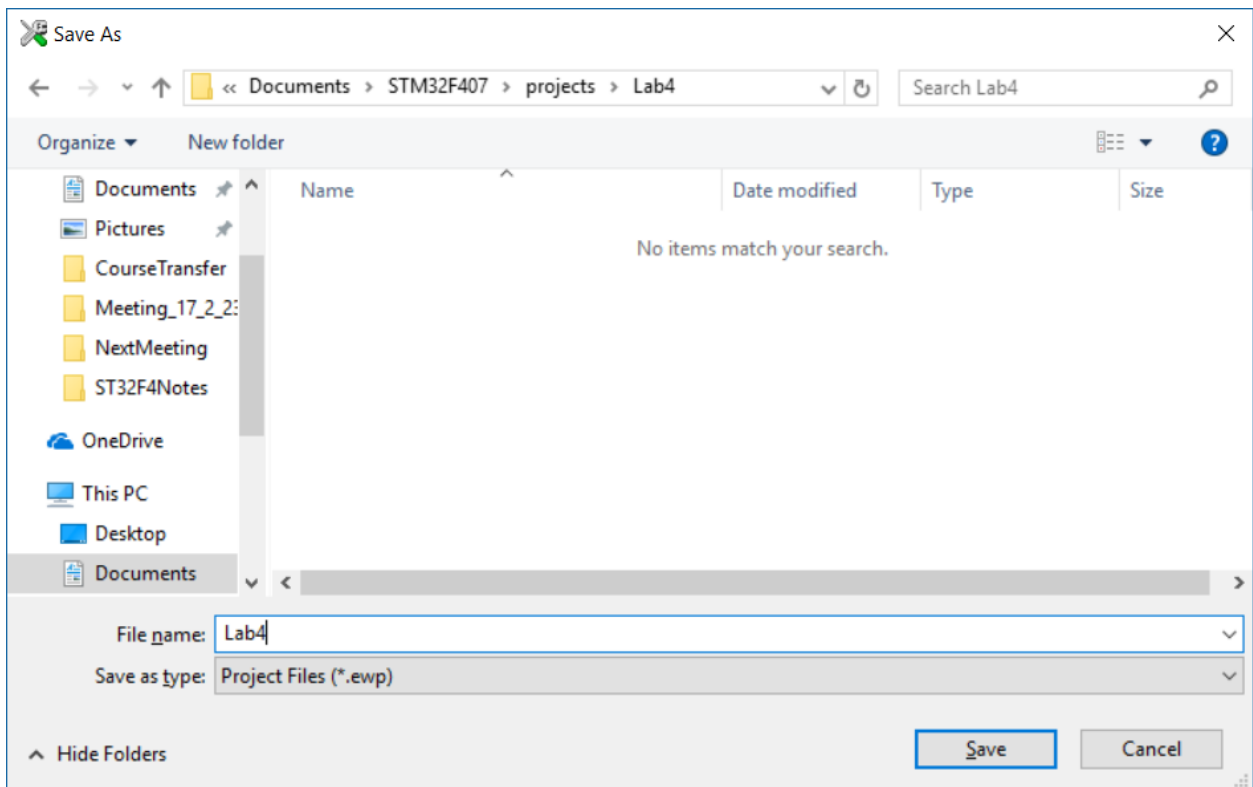 Save As
« Documents > STM32F407 > projects > Lab4
Search Lab4
Organize
New folder
?
Documents
Pictures
CourseTransfer
Meeting_17_2_23
NextMeeting
ST32F4Notes
OneDrive
This PC
Desktop
Documents
Name
Date modified
Type
Size
No items match your search.
File name: Lab4
Save as type: Project Files (*.ewp)
Hide Folders
Save
Cancel